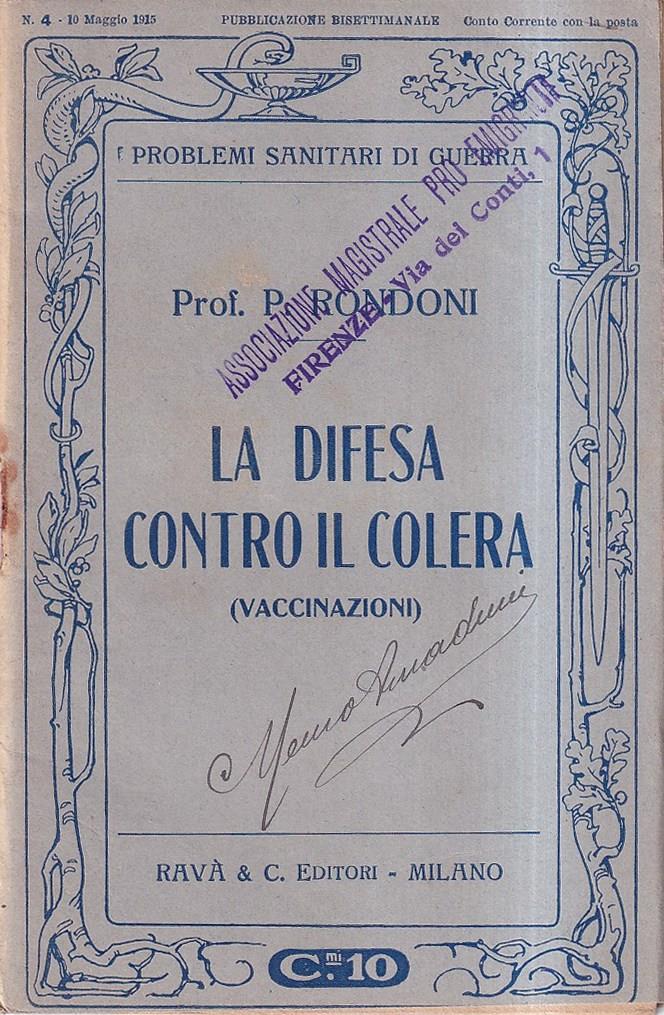 N. 4 - 10 Maggio 1915 PUBBLICAZIONE BISETTIMANALE Conto Corrente con la posta
PROBLEMI SANITARI DI GUERRA
Prof. P. RONDONI
ASSOCIAZIONE MAGISTRALE PRO
FIRENZE - Via dei Conti, 1
LA DIFESA
CONTRO IL COLERA
(VACCINAZIONI)
Amaduni
RAVÀ & C. EDITORI - MILANO
C.mi 10